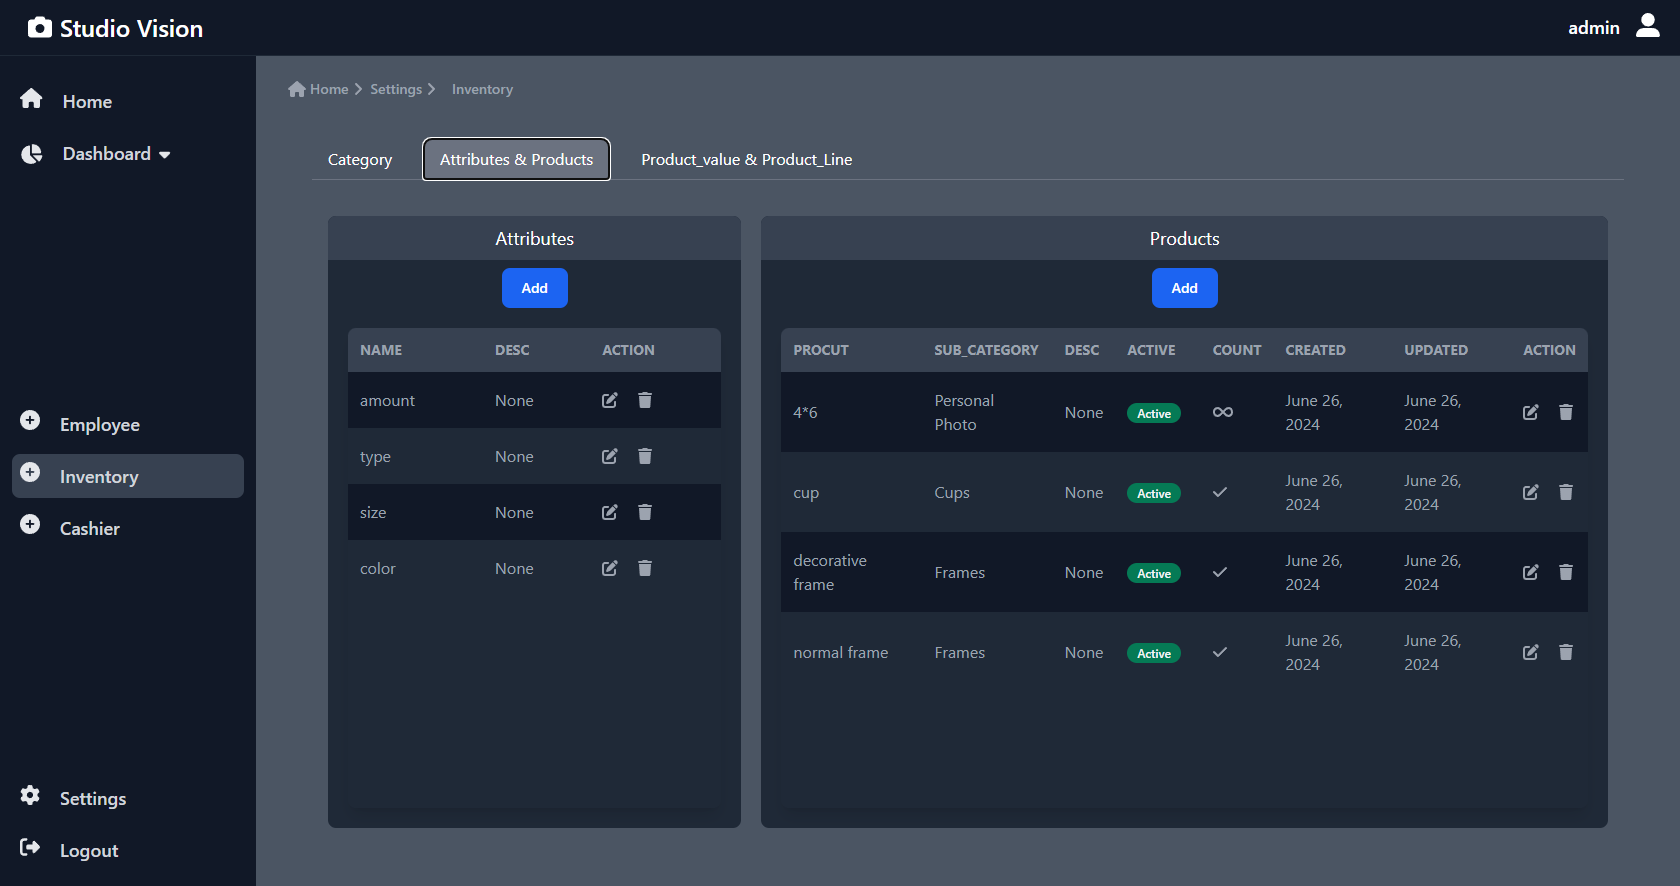 Studio Vision
admin
Home
Dashboard
Employee
Inventory
Cashier
Settings
Logout
Home Settings Inventory
Category Attributes & Products Product_value & Product_Line
Attributes
Add
NAME DESC ACTION
amount None
type None
size None
color None
Products
Add
PROCUT SUB_CATEGORY DESC ACTIVE COUNT CREATED UPDATED ACTION
4*6 Personal Photo None Active ∞ June 26, 2024 June 26, 2024
cup Cups None Active June 26, 2024 June 26, 2024
decorative frame Frames None Active June 26, 2024 June 26, 2024
normal frame Frames None Active June 26, 2024 June 26, 2024